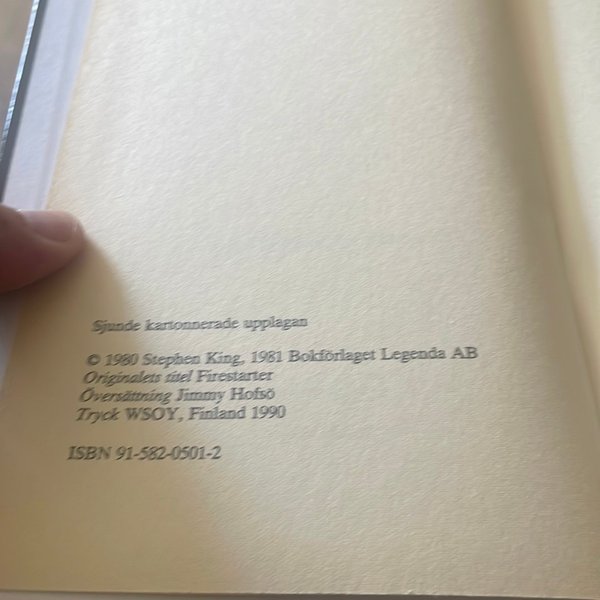 Sjunde kartonnerade upplagan
© 1980 Stephen King, 1981 Bokförlaget Legenda AB
Originalets titel Firestarter
Översättning Jimmy Hofsö
Tryck WSOY, Finland 1990
ISBN 91-582-0501-2